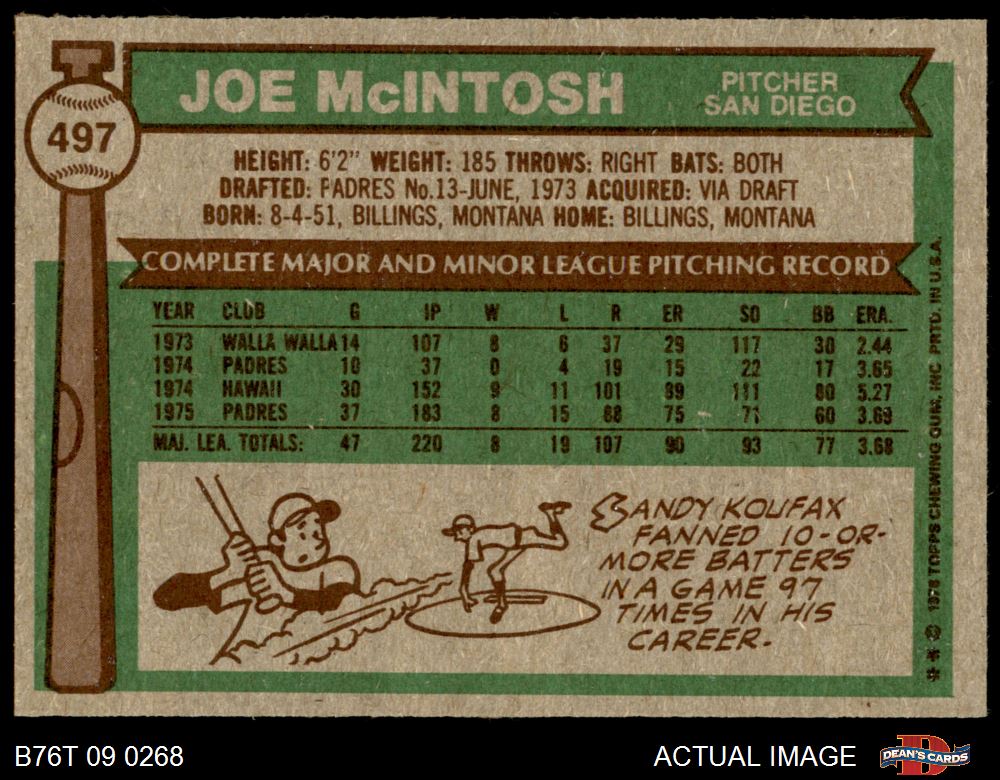 497
JOE McINTOSH
PITCHER
SAN DIEGO
HEIGHT: 6'2" WEIGHT: 185 THROWS: RIGHT BATS: BOTH
DRAFTED: PADRES No.13-JUNE, 1973 ACQUIRED: VIA DRAFT
BORN: 8-4-51, BILLINGS, MONTANA HOME: BILLINGS, MONTANA
COMPLETE MAJOR AND MINOR LEAGUE PITCHING RECORD
YEAR CLUB G IP W L R ER SO BB ERA.
1973 WALLA WALLA 14 107 8 6 37 29 117 30 2.44
1974 PADRES 10 37 0 4 19 15 22 17 3.65
1974 HAWAII 30 152 9 11 101 89 111 80 5.27
1975 PADRES 37 183 8 15 88 75 71 60 3.69
MAJ. LEA. TOTALS: 47 220 8 19 107 90 93 77 3.68
SANDY KOUFAX
FANNED 10-OR-
MORE BATTERS
IN A GAME 97
TIMES IN HIS
CAREER.
* * © 1976 TOPPS CHEWING GUM, INC PRTD. IN U.S.A.
B76T 09 0268
ACTUAL IMAGE
D
DEAN'S CARDS